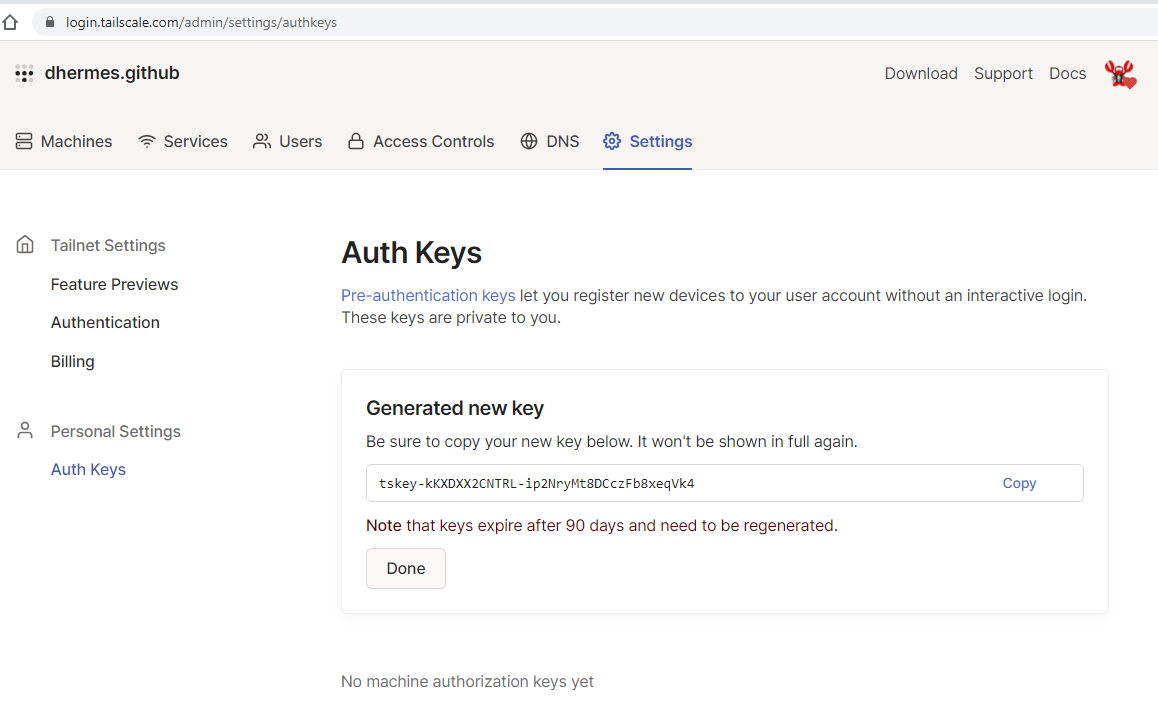 login.tailscale.com/admin/settings/authkeys
dhermes.github
Download Support Docs
Machines Services Users Access Controls DNS Settings
Tailnet Settings
Feature Previews
Authentication
Billing
Personal Settings
Auth Keys
Auth Keys
Pre-authentication keys let you register new devices to your user account without an interactive login.
These keys are private to you.
Generated new key
Be sure to copy your new key below. It won't be shown in full again.
tskey-kKXDXX2CNTRL-ip2NryMt8DCczFb8xeqVk4 Copy
Note that keys expire after 90 days and need to be regenerated.
Done
No machine authorization keys yet